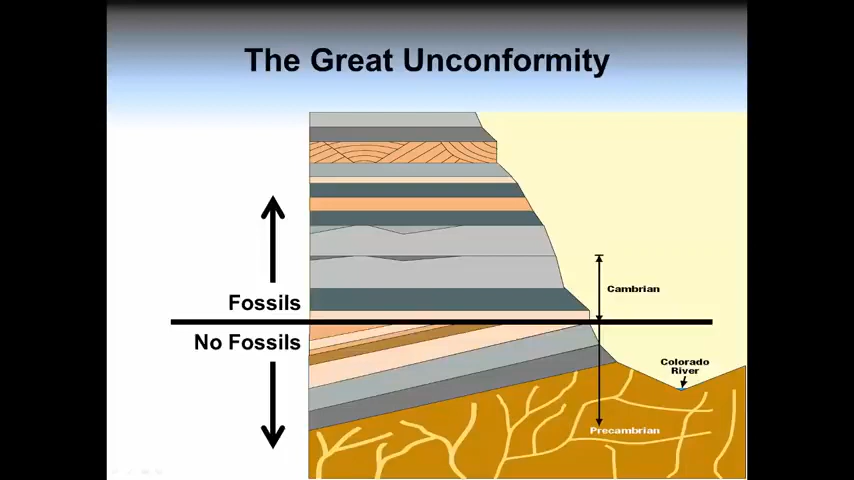 The Great Unconformity
Fossils
Cambrian
No Fossils
Colorado
River
Precambrian